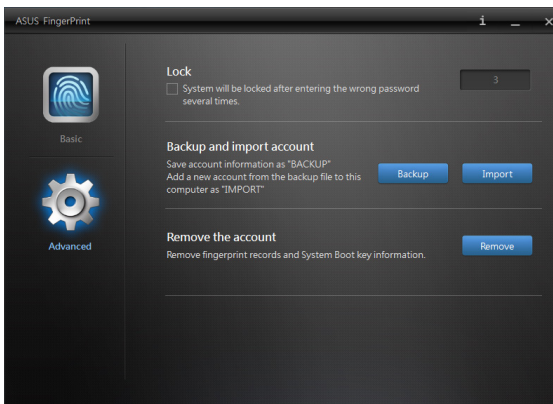 ASUS FingerPrint
i
Basic
Advanced
Lock
System will be locked after entering the wrong password
several times.
3
Backup and import account
Save account information as "BACKUP"
Add a new account from the backup file to this
computer as "IMPORT"
Backup
Import
Remove the account
Remove fingerprint records and System Boot key information.
Remove